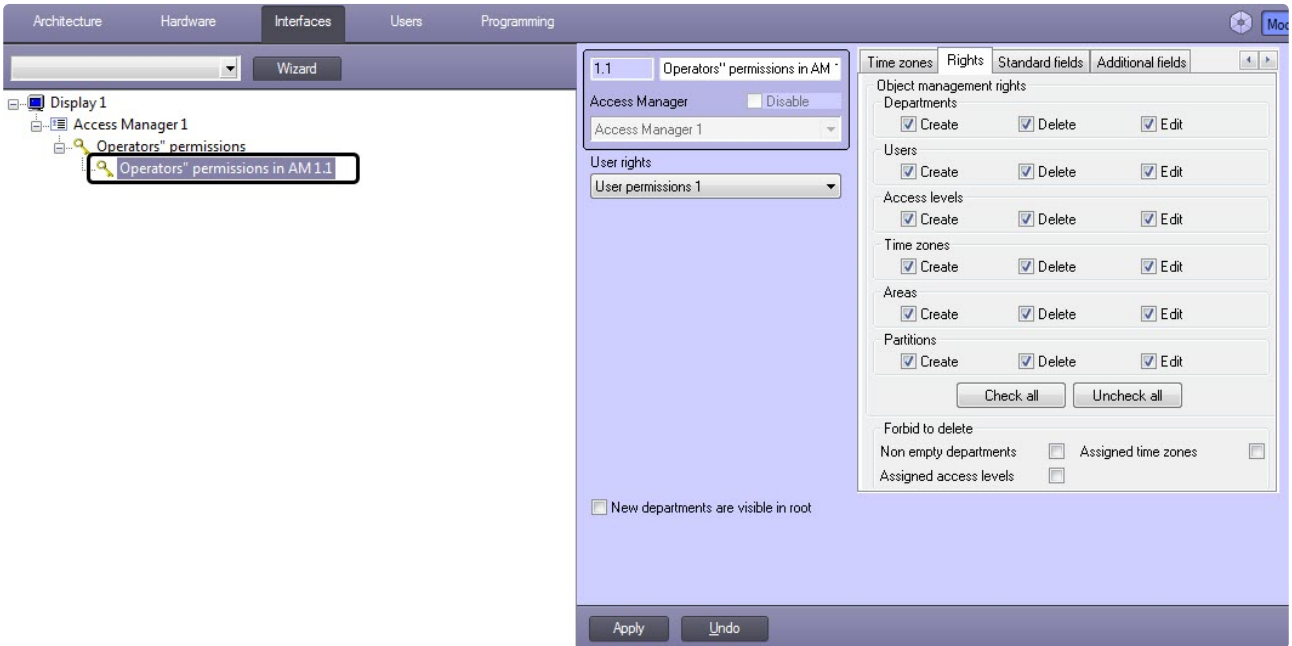 Architecture Hardware Interfaces Users Programming
Wizard
Display 1
Access Manager 1
Operators" permissions
Operators" permissions in AM 1.1
1.1 Operators" permissions in AM
Access Manager Disable
Access Manager 1
User rights
User permissions 1
New departments are visible in root
Time zones Rights Standard fields Additional fields
Object management rights
Departments
Create Delete Edit
Users
Create Delete Edit
Access levels
Create Delete Edit
Time zones
Create Delete Edit
Areas
Create Delete Edit
Partitions
Create Delete Edit
Check all Uncheck all
Forbid to delete
Non empty departments Assigned time zones
Assigned access levels
Apply Undo